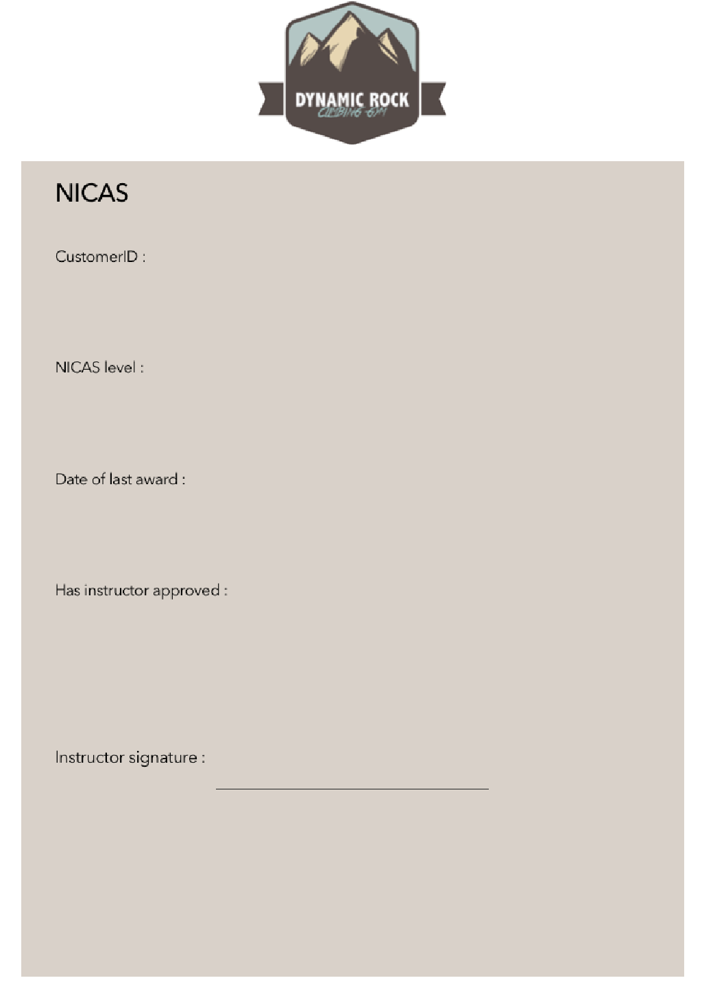 DYNAMIC ROCK
CLIMBING GYM
NICAS
CustomerID :
NICAS level :
Date of last award :
Has instructor approved :
Instructor signature :